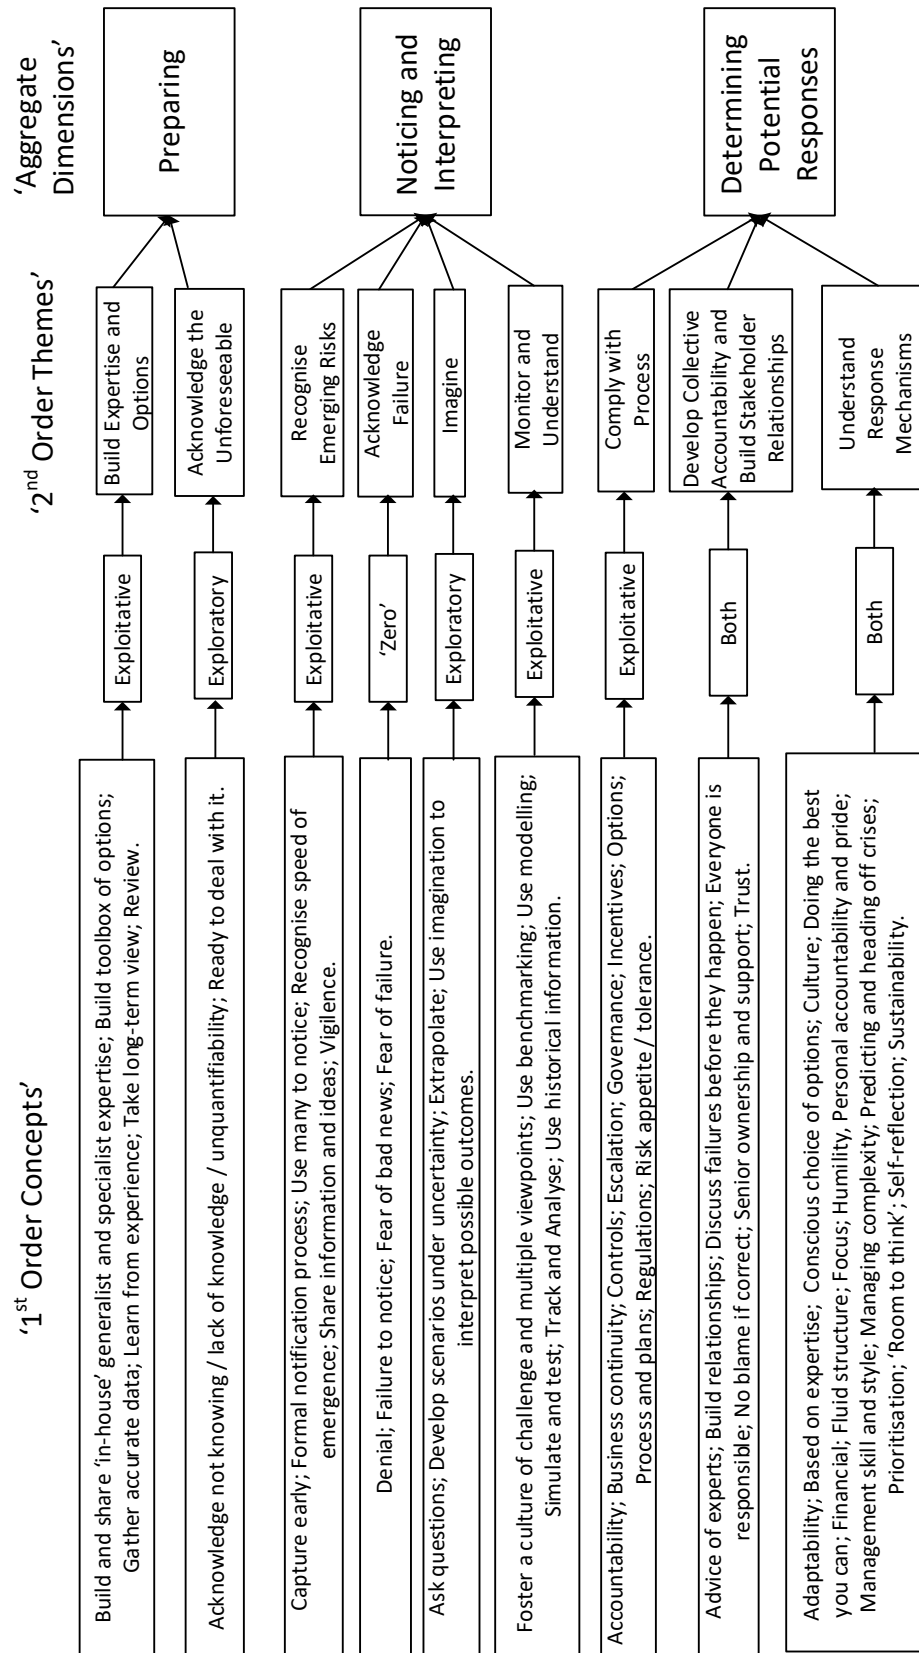 ‘1st Order Concepts’
‘2nd Order Themes’
‘Aggregate
Dimensions’
Build and share ‘in-house’ generalist and specialist expertise; Build toolbox of options;
Gather accurate data; Learn from experience; Take long-term view; Review.
Exploitative
Build Expertise and
Options
Preparing
Acknowledge not knowing / lack of knowledge / unquantifiability; Ready to deal with it.
Exploratory
Acknowledge the
Unforeseeable
Capture early; Formal notification process; Use many to notice; Recognise speed of
emergence; Share information and ideas; Vigilence.
Exploitative
Recognise
Emerging Risks
Noticing and
Interpreting
Denial; Failure to notice; Fear of bad news; Fear of failure.
‘Zero’
Acknowledge
Failure
Ask questions; Develop scenarios under uncertainty; Extrapolate; Use imagination to
interpret possible outcomes.
Exploratory
Imagine
Foster a culture of challenge and multiple viewpoints; Use benchmarking; Use modelling;
Simulate and test; Track and Analyse; Use historical information.
Exploitative
Monitor and
Understand
Accountability; Business continuity; Controls; Escalation; Governance; Incentives; Options;
Process and plans; Regulations; Risk appetite / tolerance.
Exploitative
Comply with
Process
Determining
Potential
Responses
Advice of experts; Build relationships; Discuss failures before they happen; Everyone is
responsible; No blame if correct; Senior ownership and support; Trust.
Both
Develop Collective
Accountability and
Build Stakeholder
Relationships
Adaptability; Based on expertise; Conscious choice of options; Culture; Doing the best
you can; Financial; Fluid structure; Focus; Humility, Personal accountability and pride;
Management skill and style; Managing complexity; Predicting and heading off crises;
Prioritisation; ‘Room to think’; Self-reflection; Sustainability.
Both
Understand
Response
Mechanisms